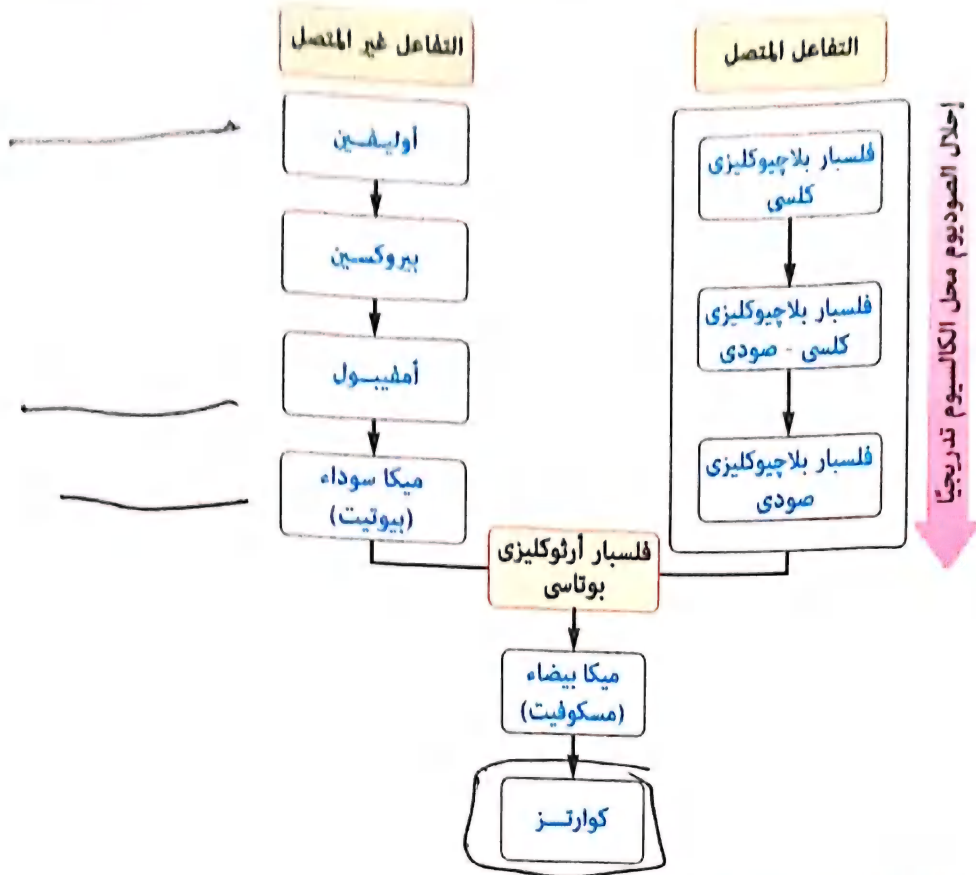 التفاعل المتصل
التفاعل غير المتصل
فلسبار بلاچيوكليزى
كلسى
فلسبار بلاچيوكليزى
كلسى - صودى
فلسبار بلاچيوكليزى
صودى
إحلال الصوديوم محل الكالسيوم تدريجيًا
أوليفين
بيروكسين
أمفيبول
ميكا سوداء
(بيوتيت)
فلسبار أرثوكليزى
بوتاسى
ميكا بيضاء
(مسكوفيت)
كوارتز